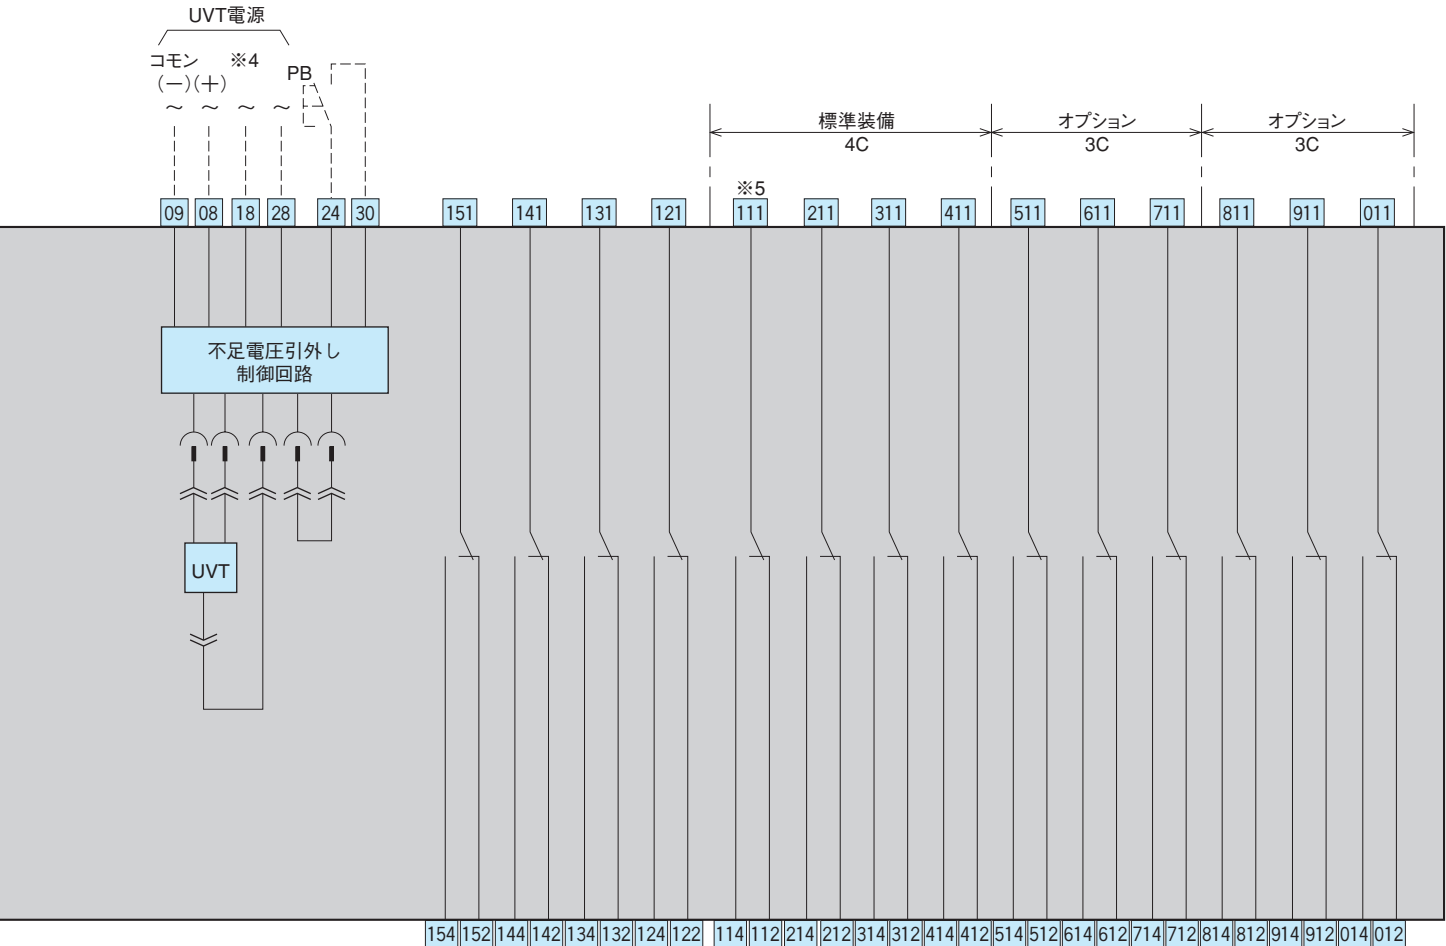 UVT電源
コモン ※4
(－)(＋)
PB
～ ～ ～ ～
標準装備 オプション オプション
4C 3C 3C
※5
09 08 18 28 24 30 151 141 131 121 111 211 311 411 511 611 711 811 911 011
不足電圧引外し
制御回路
UVT
154 152 144 142 134 132 124 122 114 112 214 212 314 312 414 412 514 512 614 612 714 712 814 812 914 912 014 012